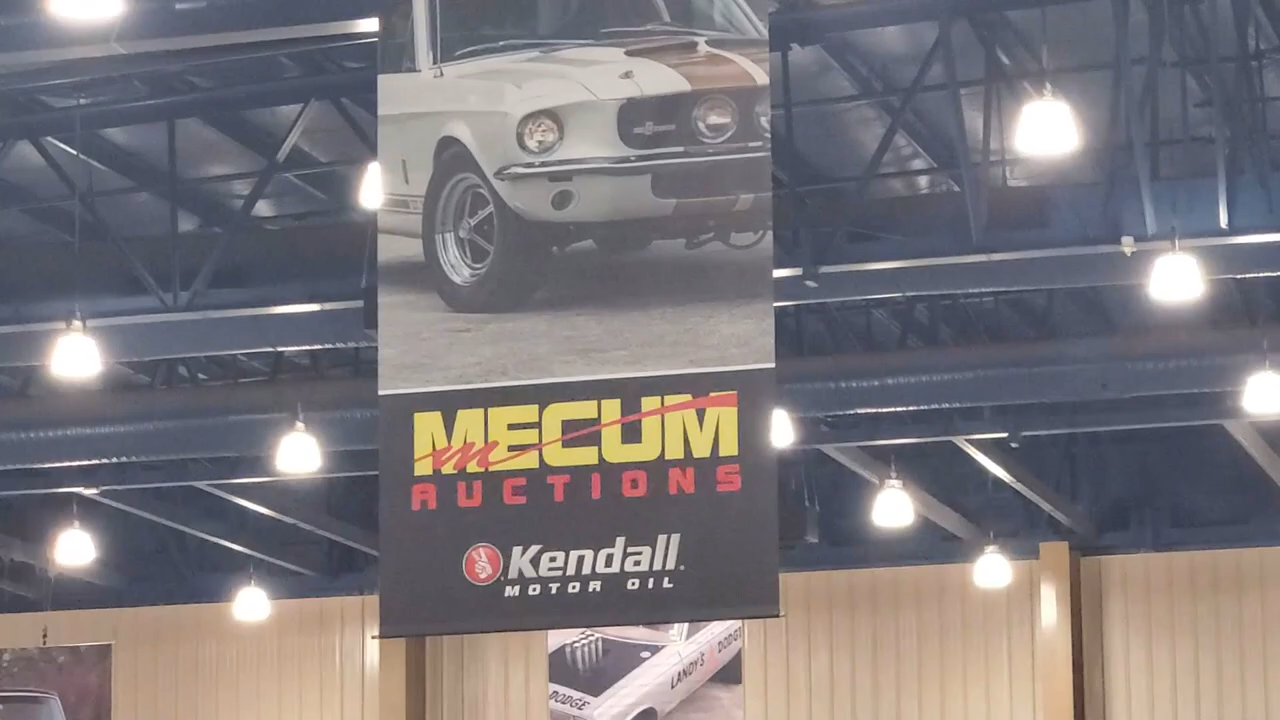 MECUM
AUCTIONS
Kendall
MOTOR OIL
LANDY'S DODGE
DODGE